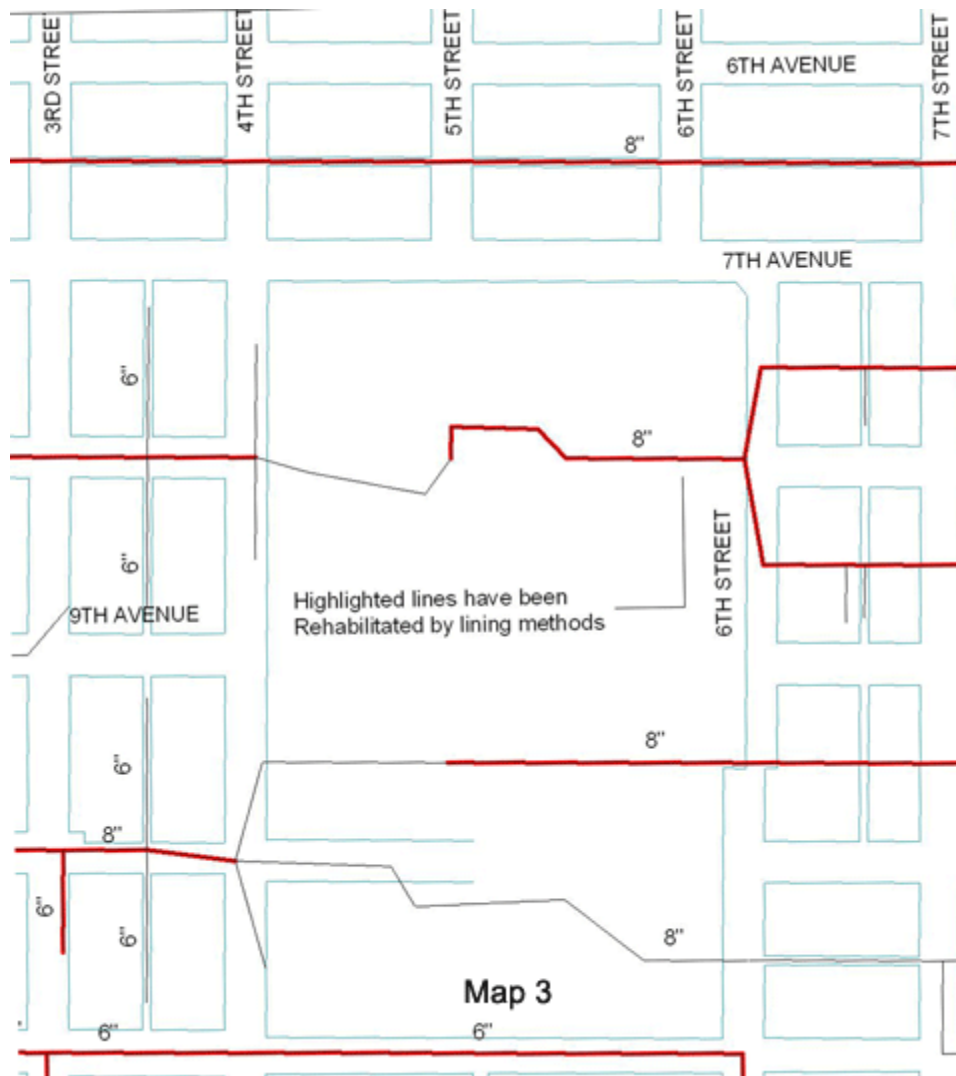 3RD STREET
4TH STREET
5TH STREET
6TH STREET
7TH STREET
6TH AVENUE
8"
7TH AVENUE
6"
8"
6"
6TH STREET
Highlighted lines have been
Rehabilitated by lining methods
9TH AVENUE
8"
6"
8"
6"
6"
8"
Map 3
6"
6"